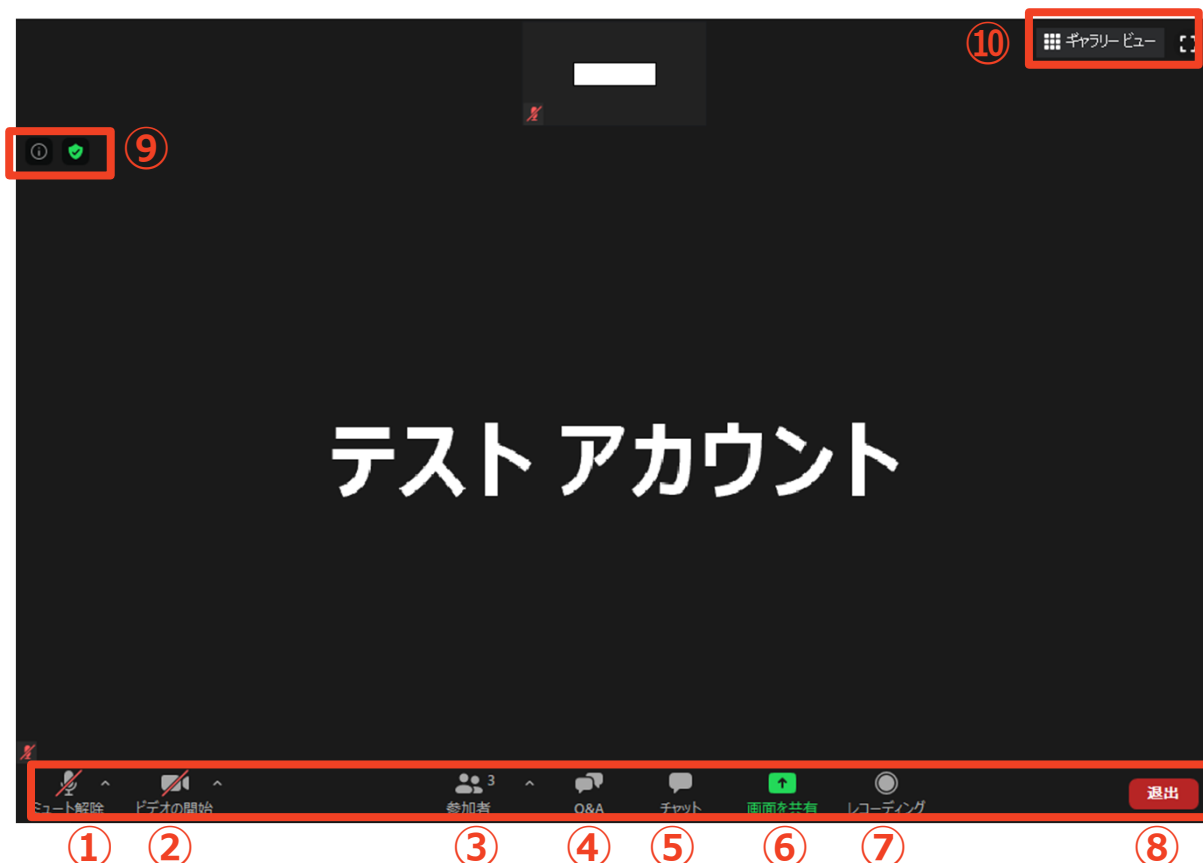 ⑩ ギャラリー ビュー
⑨
テスト アカウント
ミュート解除 ビデオの開始 参加者 3 Q&A チャット 画面を共有 レコーディング 退出
① ② ③ ④ ⑤ ⑥ ⑦ ⑧